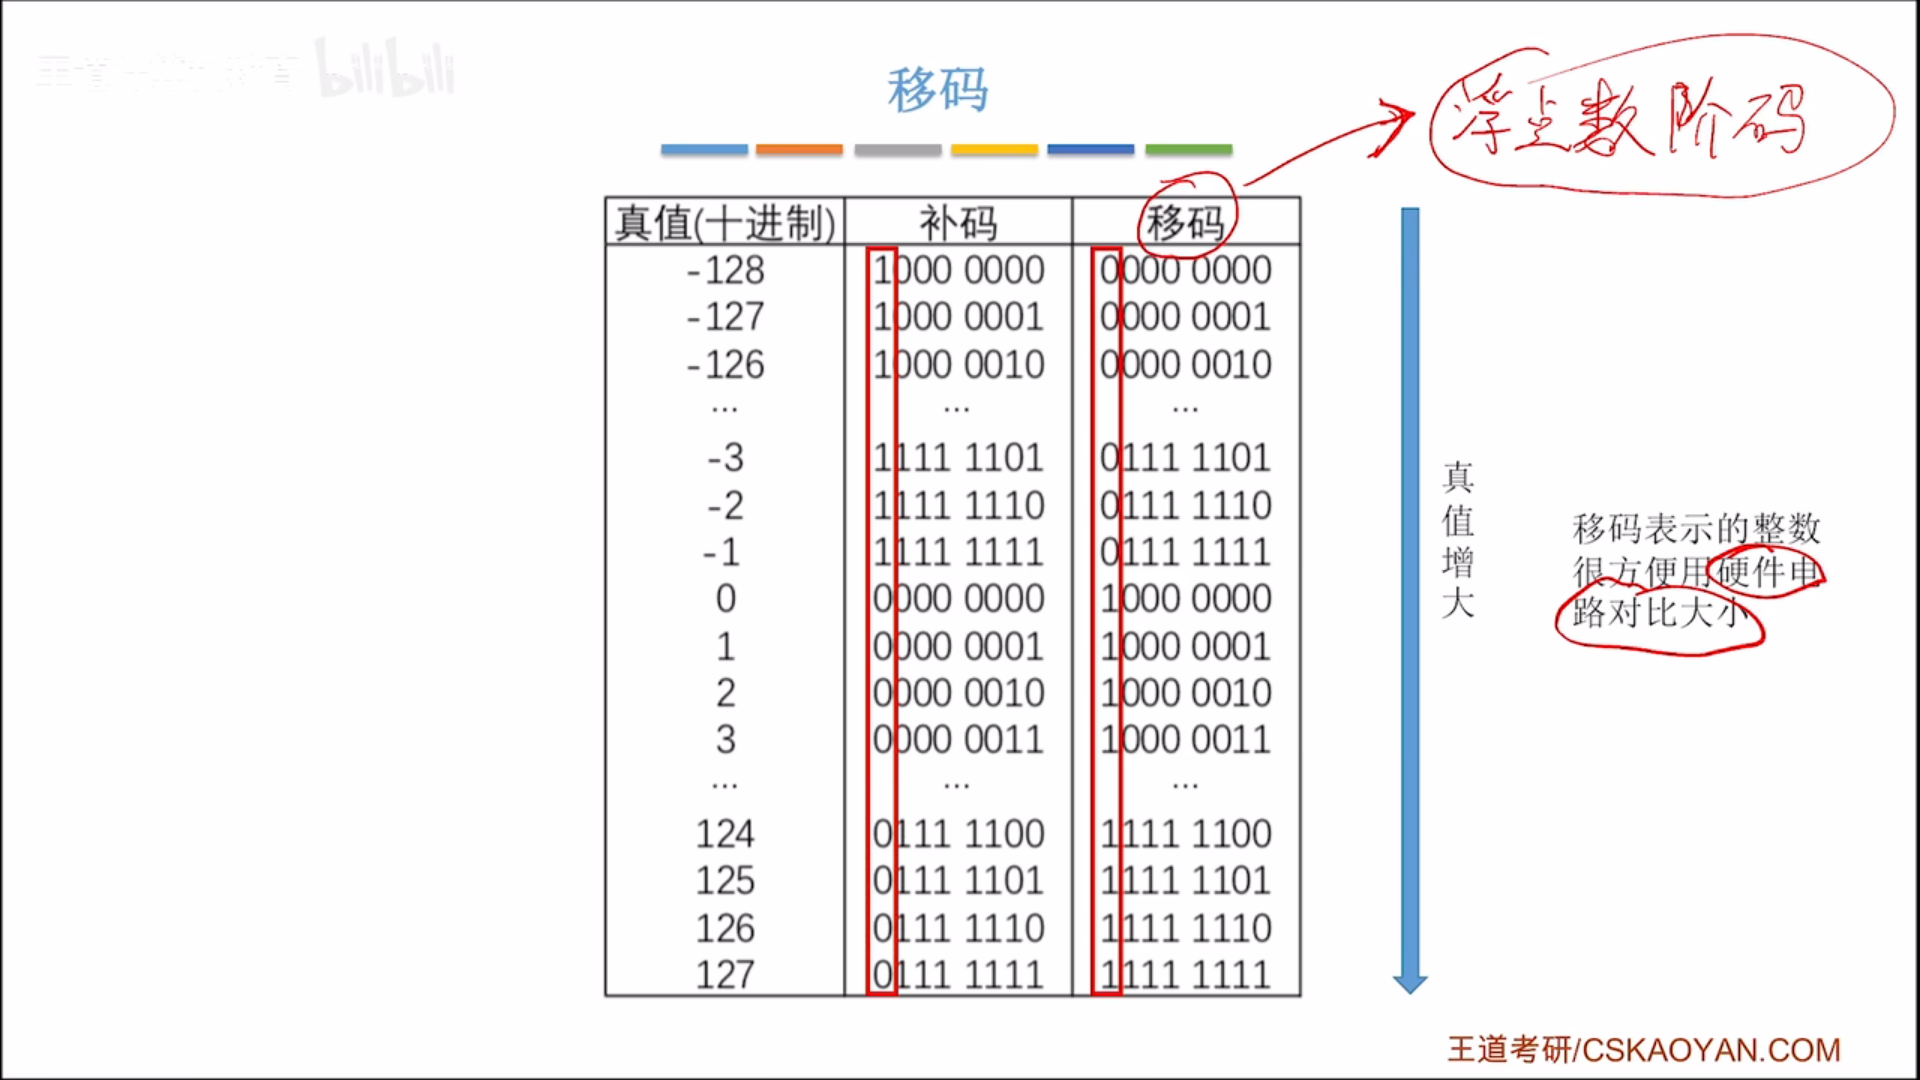 bilibili
移码
浮点数阶码
真值(十进制) 补码 移码
-128 1000 0000 0000 0000
-127 1000 0001 0000 0001
-126 1000 0010 0000 0010
... ... ...
-3 1111 1101 0111 1101
-2 1111 1110 0111 1110
-1 1111 1111 0111 1111
0 0000 0000 1000 0000
1 0000 0001 1000 0001
2 0000 0010 1000 0010
3 0000 0011 1000 0011
... ... ...
124 0111 1100 1111 1100
125 0111 1101 1111 1101
126 0111 1110 1111 1110
127 0111 1111 1111 1111
真值增大
移码表示的整数
很方便用硬件电
路对比大小
王道考研/CSKAOYAN.COM